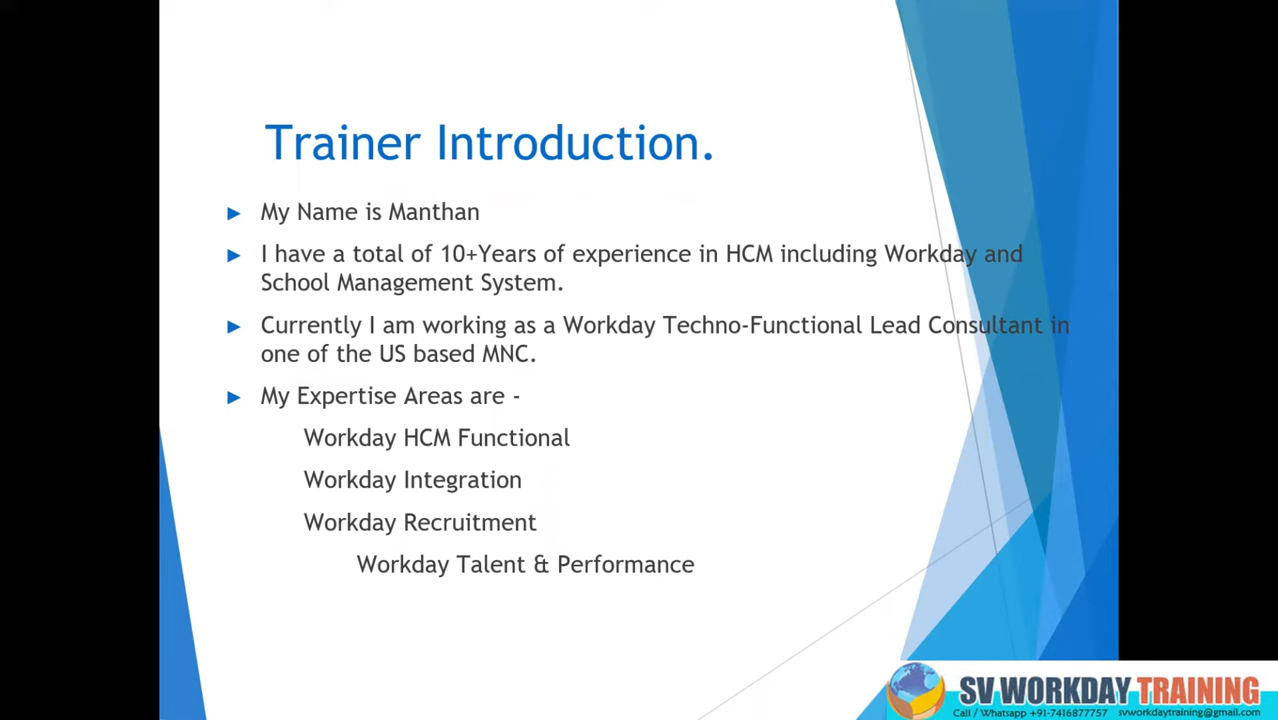 Trainer Introduction.
► My Name is Manthan
► I have a total of 10+Years of experience in HCM including Workday and
School Management System.
► Currently I am working as a Workday Techno-Functional Lead Consultant in
one of the US based MNC.
► My Expertise Areas are -
Workday HCM Functional
Workday Integration
Workday Recruitment
Workday Talent & Performance
SV WORKDAY TRAINING
Call / Whatsapp +91-7416877757 svworkdaytraining@gmail.com